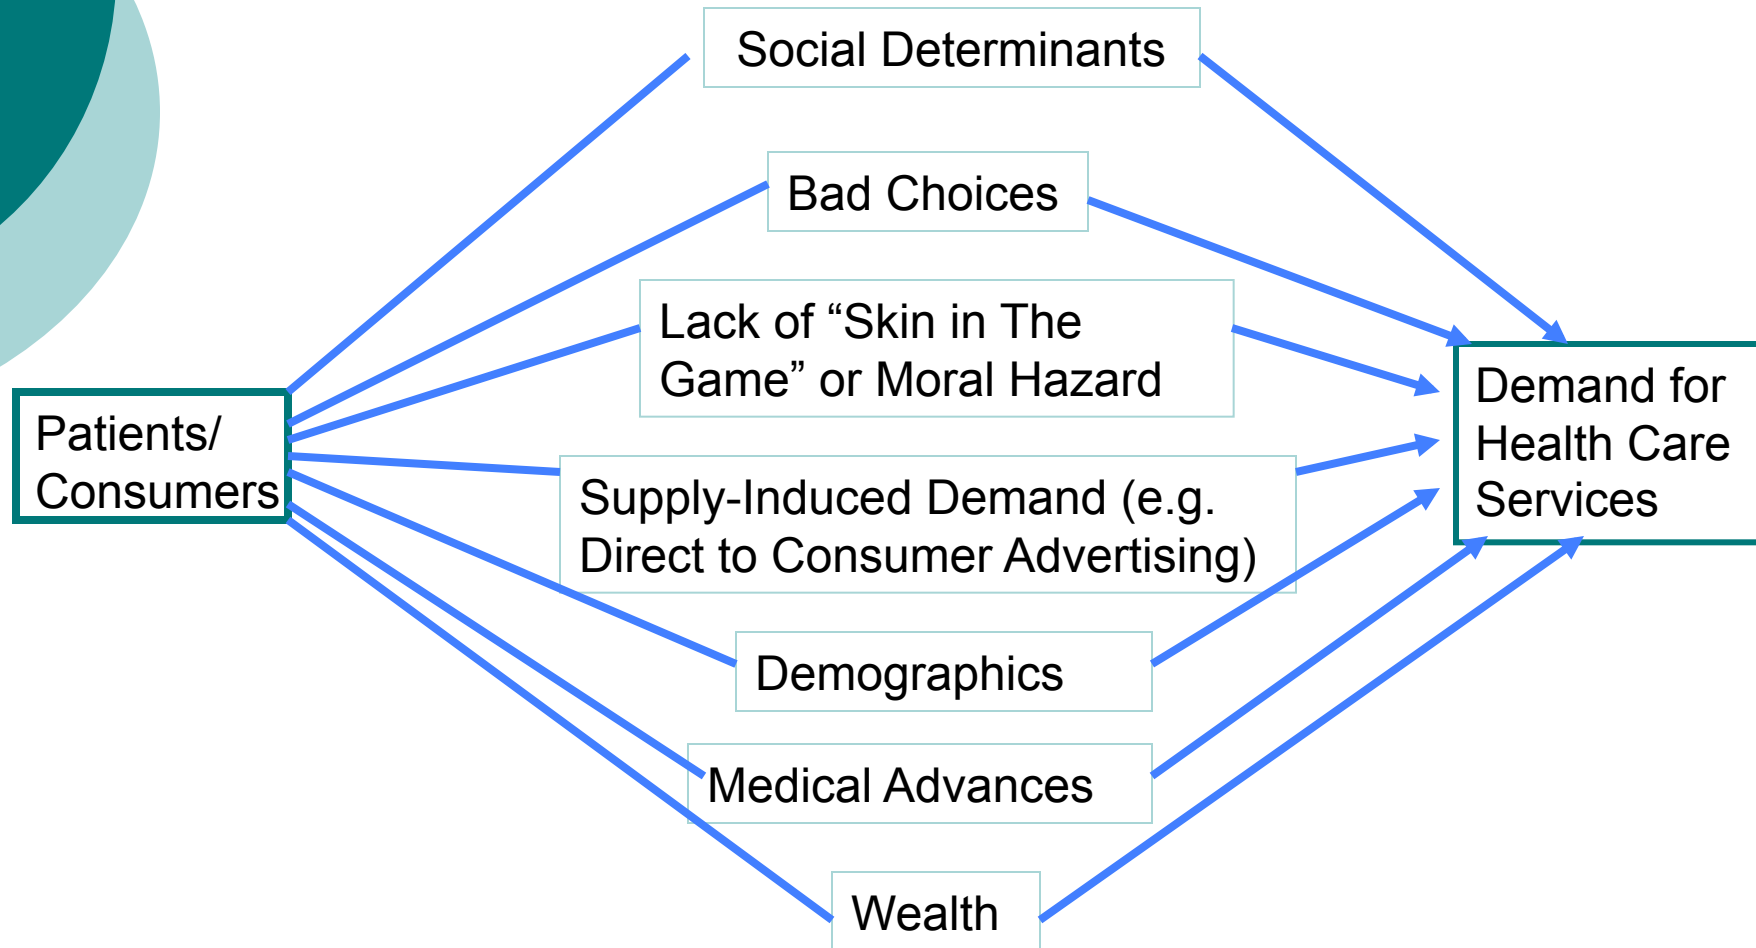 Social Determinants
Bad Choices
Lack of “Skin in The
Game” or Moral Hazard
Patients/
Consumers
Demand for
Health Care
Services
Supply-Induced Demand (e.g.
Direct to Consumer Advertising)
Demographics
Medical Advances
Wealth